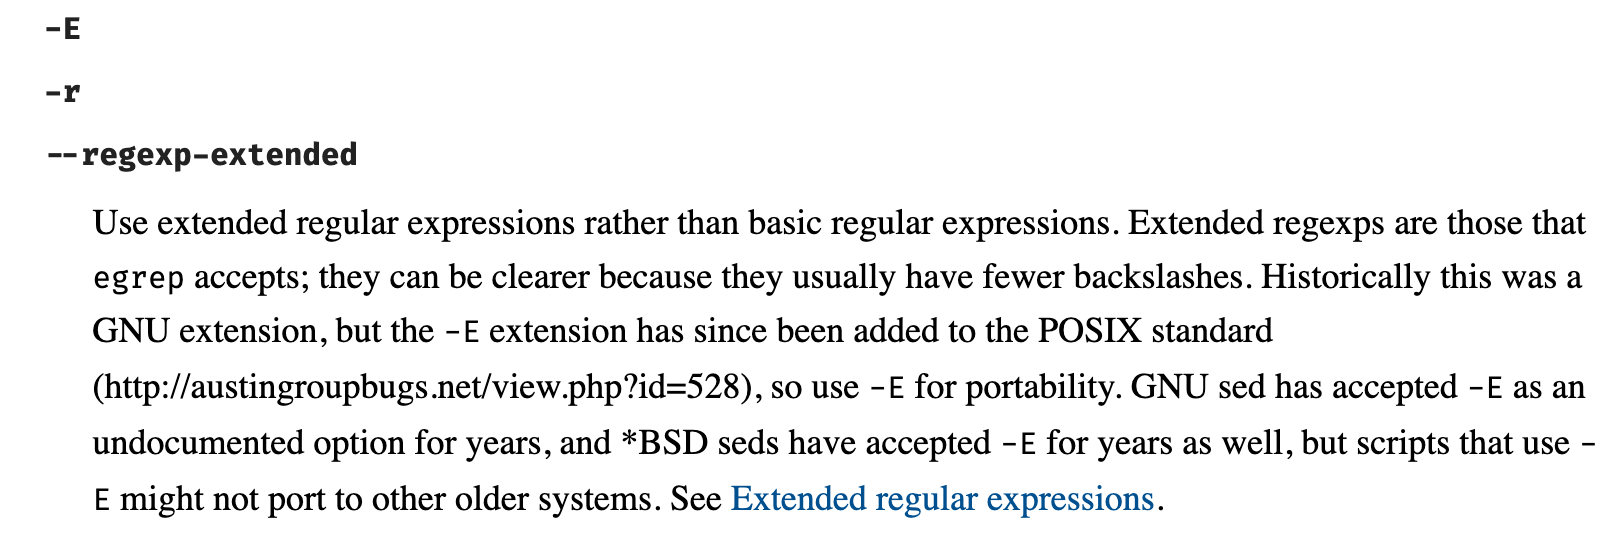 -E
-r
--regexp-extended
Use extended regular expressions rather than basic regular expressions. Extended regexps are those that
egrep accepts; they can be clearer because they usually have fewer backslashes. Historically this was a
GNU extension, but the -E extension has since been added to the POSIX standard
(http://austingroupbugs.net/view.php?id=528), so use -E for portability. GNU sed has accepted -E as an
undocumented option for years, and *BSD seds have accepted -E for years as well, but scripts that use -
E might not port to other older systems. See Extended regular expressions.